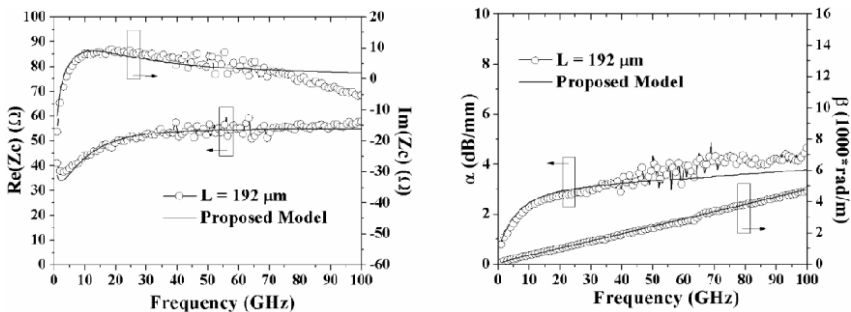 Re(Zc) (Ω)
100
90
80
70
60
50
40
30
20
10
0
L = 192 μm
Proposed Model
20
10
0
-10
-20
-30
-40
-50
-60
Im(Zc) (Ω)
0 10 20 30 40 50 60 70 80 90 100
Frequency (GHz)
α (dB/mm)
10
8
6
4
2
0
L = 192 μm
Proposed Model
16
14
12
10
8
6
4
2
0
β (1000*rad/m)
0 10 20 30 40 50 60 70 80 90 100
Frequency (GHz)